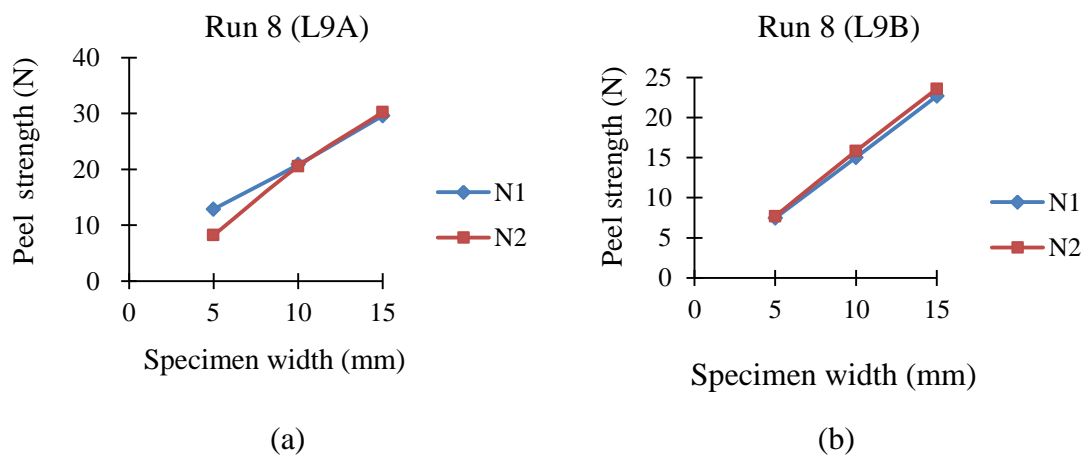 Run 8 (L9A)
Peel strength (N)
40
30
20
10
0
0 5 10 15
Specimen width (mm)
N1
N2
(a)
Run 8 (L9B)
Peel strength (N)
25
20
15
10
5
0
0 5 10 15
Specimen width (mm)
N1
N2
(b)